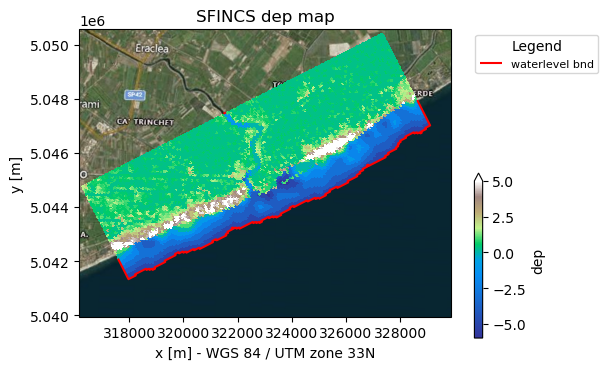 SFINCS dep map
1e6
5.050
5.048
5.046
5.044
5.042
5.040
y [m]
Eraclea
SP42
CA' TRINCHET
318000 320000 322000 324000 326000 328000
x [m] - WGS 84 / UTM zone 33N
Legend
waterlevel bnd
5.0
2.5
0.0
−2.5
−5.0
dep